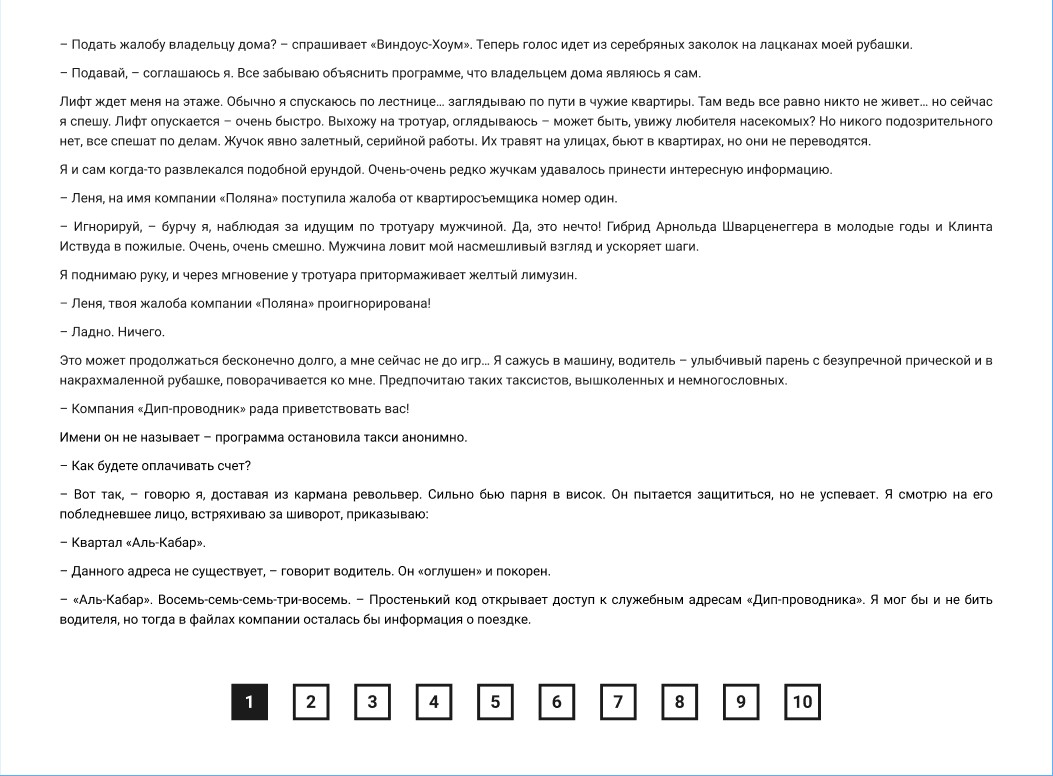 – Подать жалобу владельцу дома? – спрашивает «Виндоус-Хоум». Теперь голос идет из серебряных заколок на лацканах моей рубашки.
– Подавай, – соглашаюсь я. Все забываю объяснить программе, что владельцем дома являюсь я сам.
Лифт ждет меня на этаже. Обычно я спускаюсь по лестнице… заглядываю по пути в чужие квартиры. Там ведь все равно никто не живет… но сейчас
я спешу. Лифт опускается – очень быстро. Выхожу на тротуар, оглядываюсь – может быть, увижу любителя насекомых? Но никого подозрительного
нет, все спешат по делам. Жучок явно залетный, серийной работы. Их травят на улицах, бьют в квартирах, но они не переводятся.
Я и сам когда-то развлекался подобной ерундой. Очень-очень редко жучкам удавалось принести интересную информацию.
– Леня, на имя компании «Поляна» поступила жалоба от квартиросъемщика номер один.
– Игнорируй, – бурчу я, наблюдая за идущим по тротуару мужчиной. Да, это нечто! Гибрид Арнольда Шварценеггера в молодые годы и Клинта
Иствуда в пожилые. Очень, очень смешно. Мужчина ловит мой насмешливый взгляд и ускоряет шаги.
Я поднимаю руку, и через мгновение у тротуара притормаживает желтый лимузин.
– Леня, твоя жалоба компании «Поляна» проигнорирована!
– Ладно. Ничего.
Это может продолжаться бесконечно долго, а мне сейчас не до игр… Я сажусь в машину, водитель – улыбчивый парень с безупречной прической и в
накрахмаленной рубашке, поворачивается ко мне. Предпочитаю таких таксистов, вышколенных и немногословных.
– Компания «Дип-проводник» рада приветствовать вас!
Имени он не называет – программа остановила такси анонимно.
– Как будете оплачивать счет?
– Вот так, – говорю я, доставая из кармана револьвер. Сильно бью парня в висок. Он пытается защититься, но не успевает. Я смотрю на его
побледневшее лицо, встряхиваю за шиворот, приказываю:
– Квартал «Аль-Кабар».
– Данного адреса не существует, – говорит водитель. Он «оглушен» и покорен.
– «Аль-Кабар». Восемь-семь-семь-три-восемь. – Простенький код открывает доступ к служебным адресам «Дип-проводника». Я мог бы и не бить
водителя, но тогда в файлах компании осталась бы информация о поездке.
1 2 3 4 5 6 7 8 9 10